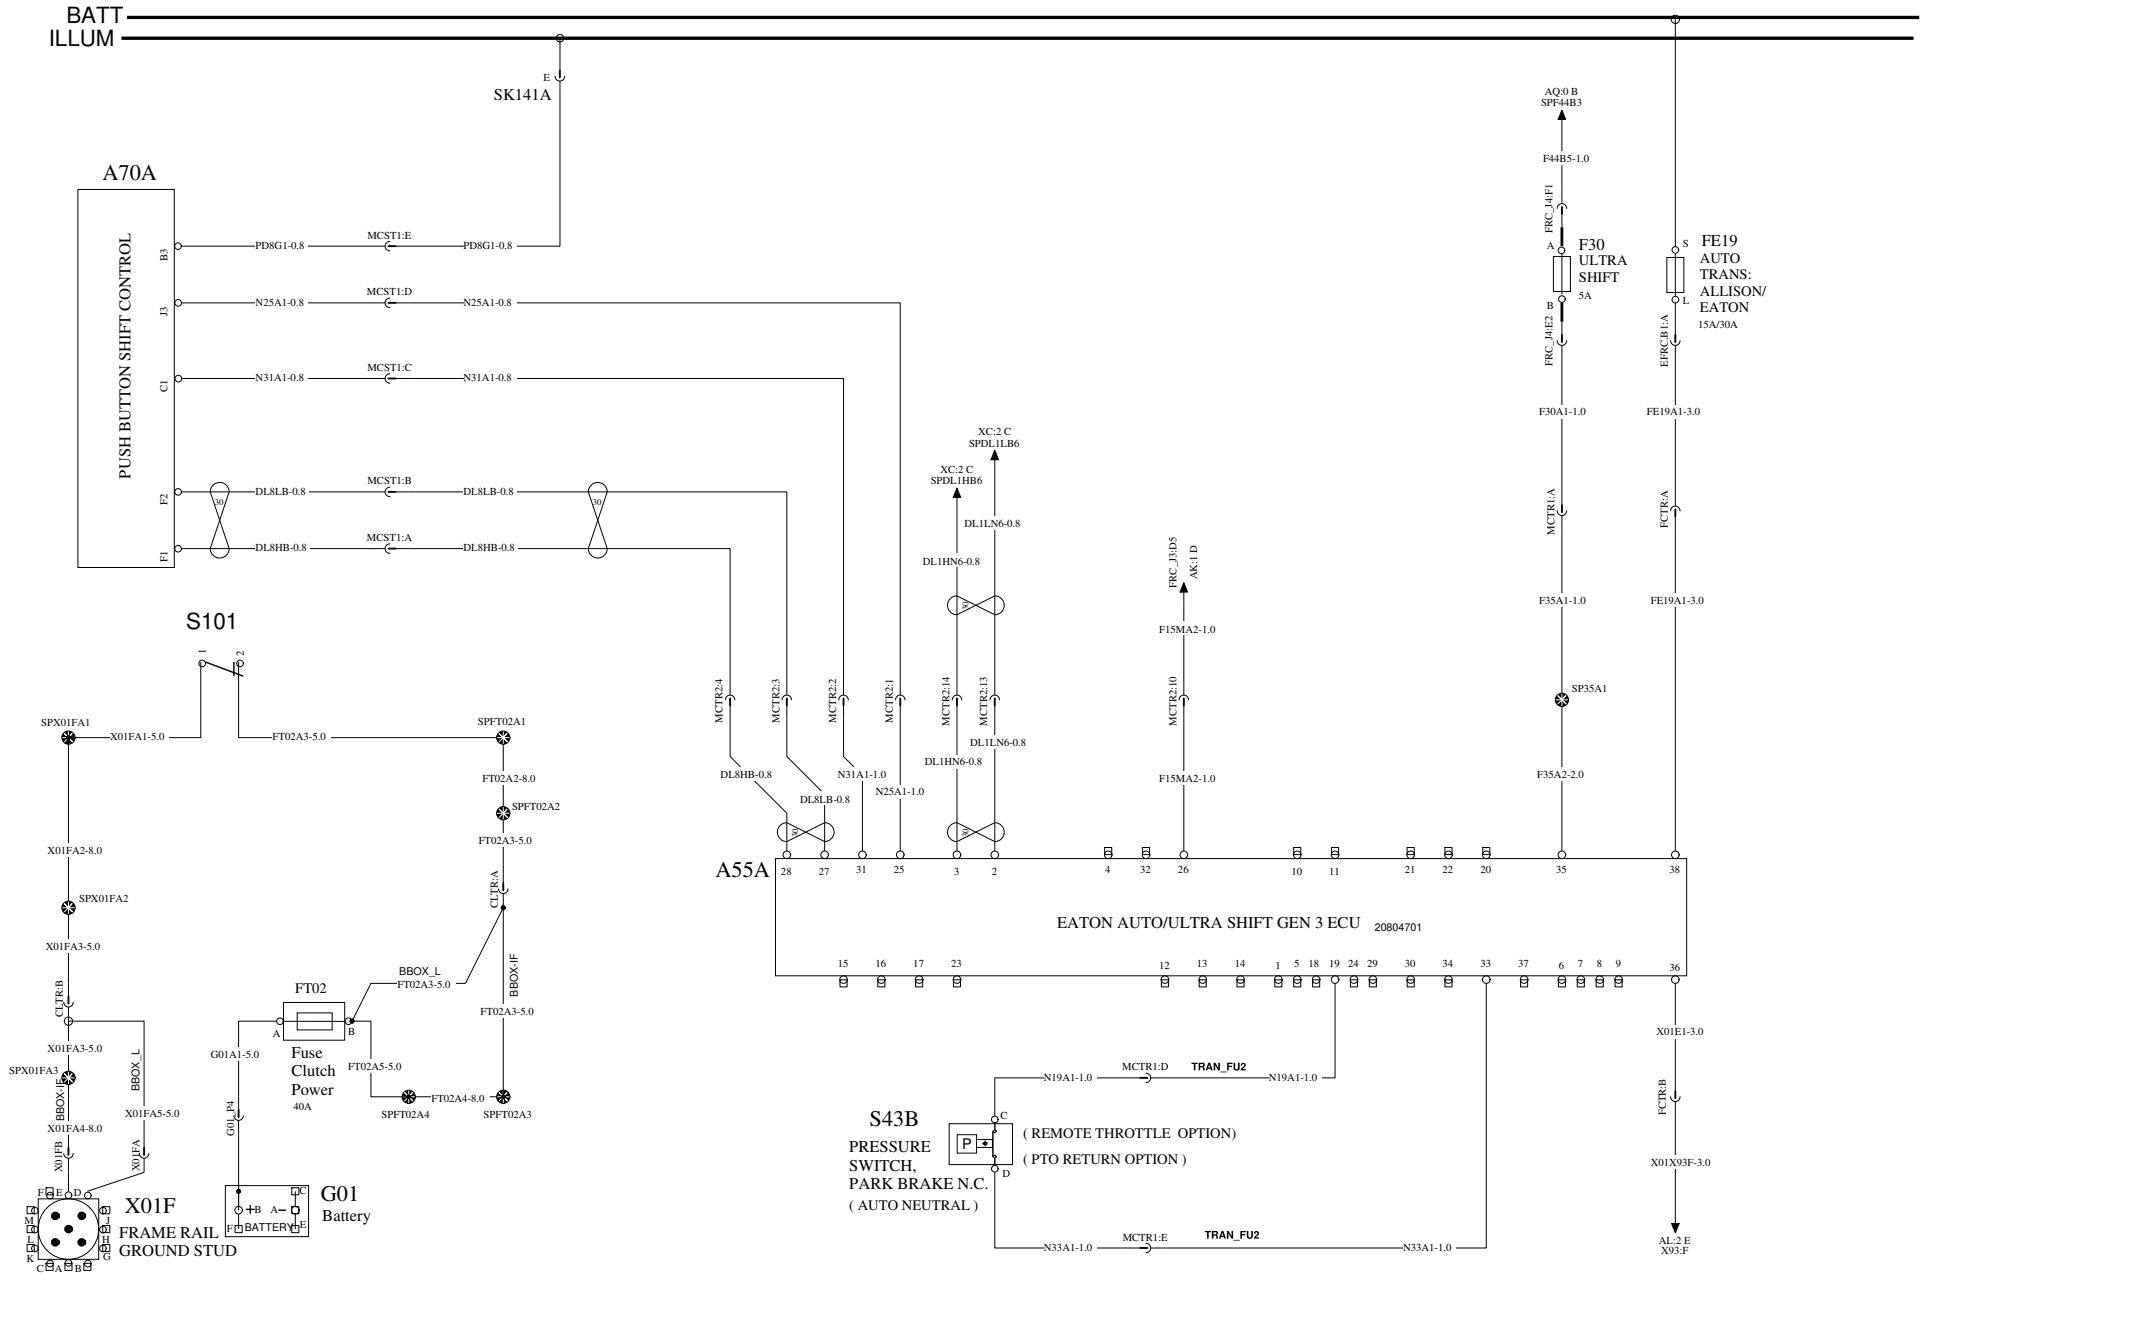 BATT
ILLUM
E
SK141A
AQ:0 B
SPF44B3
F44B5-1.0
FRC_J4:F1
A
F30
ULTRA
SHIFT
5A
B
FRC_J4:E2
S
FE19
AUTO
TRANS:
ALLISON/
EATON
15A/30A
L
EFRC.B1:A
F30A1-1.0
FE19A1-3.0
MCTR1:A
FCTR:A
F35A1-1.0
FE19A1-3.0
SP35A1
F35A2-2.0
A70A
PUSH BUTTON SHIFT CONTROL
B3
PD8G1-0.8
MCST1:E
PD8G1-0.8
J3
N25A1-0.8
MCST1:D
N25A1-0.8
C1
N31A1-0.8
MCST1:C
N31A1-0.8
F2
DL8LB-0.8
MCST1:B
DL8LB-0.8
30
30
F1
DL8HB-0.8
MCST1:A
DL8HB-0.8
XC:2 C
SPDL1LB6
XC:2 C
SPDL1HB6
DL1LN6-0.8
DL1HN6-0.8
30
FRC_J3:D5
AK:1 D
F15MA2-1.0
MCTR2:4
MCTR2:3
MCTR2:2
MCTR2:1
MCTR2:14
MCTR2:13
MCTR2:10
DL1LN6-0.8
DL1HN6-0.8
DL8HB-0.8
N31A1-1.0
N25A1-1.0
DL8LB-0.8
F15MA2-1.0
30
30
A55A
28
27
31
25
3
2
4
32
26
10
11
21
22
20
35
38
EATON AUTO/ULTRA SHIFT GEN 3 ECU
20804701
15
16
17
23
12
13
14
1
5
18
19
24
29
30
34
33
37
6
7
8
9
36
S101
1
2
SPX01FA1
X01FA1-5.0
FT02A3-5.0
SPFT02A1
FT02A2-8.0
SPFT02A2
FT02A3-5.0
CLTR:A
X01FA2-8.0
SPX01FA2
X01FA3-5.0
CLTR:B
BBOX_L
FT02A3-5.0
BBOX-IF
FT02A3-5.0
FT02
A
B
Fuse
Clutch
Power
40A
G01A1-5.0
FT02A5-5.0
SPFT02A4
FT02A4-8.0
SPFT02A3
X01FA3-5.0
SPX01FA3
BBOX-IF
BBOX_L
X01FA5-5.0
X01FA4-8.0
X01FB
X01FA
G01_P4
F
E
D
M
L
K
J
H
G
C
A
B
X01F
FRAME RAIL
GROUND STUD
+B
A-
C
F
BATTERY
E
G01
Battery
N19A1-1.0
MCTR1:D
TRAN_FU2
N19A1-1.0
S43B
PRESSURE
SWITCH,
PARK BRAKE N.C.
( AUTO NEUTRAL )
C
P
D
( REMOTE THROTTLE OPTION)
( PTO RETURN OPTION )
N33A1-1.0
MCTR1:E
TRAN_FU2
N33A1-1.0
X01E1-3.0
FCTR:B
X01X93F-3.0
AL:2 E
X93:F